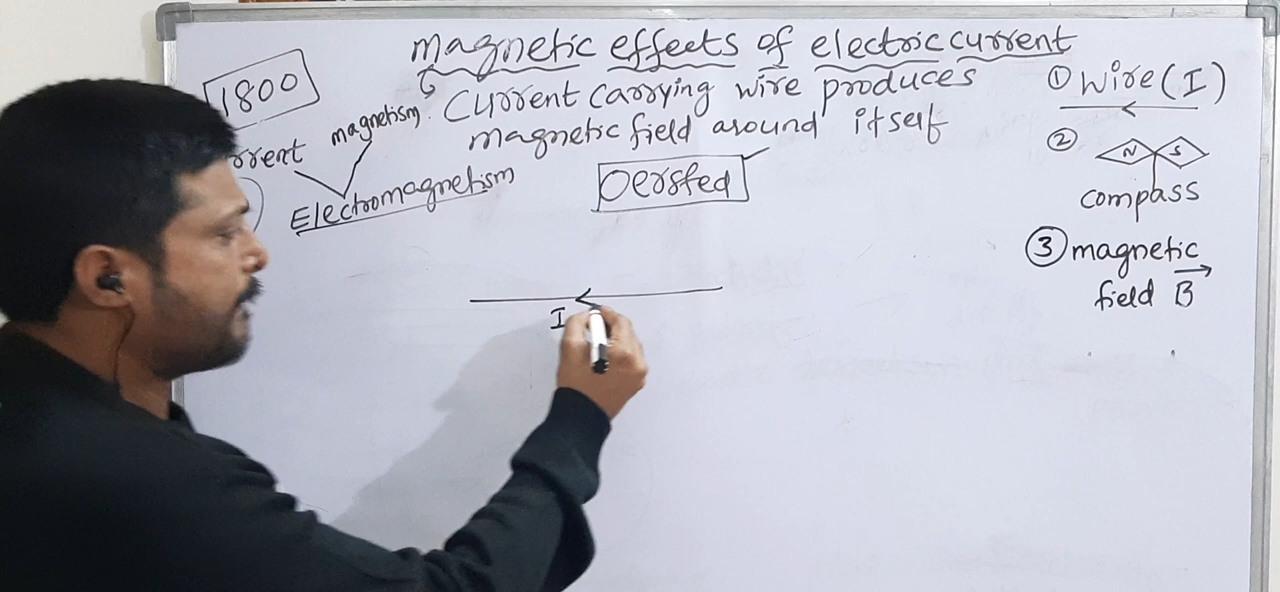 magnetic effects of electric current
1800
Current carrying wire produces
magnetic field around itself
magnetism
Electromagnetism
Oersted
I
① Wire (I)
②
N S
compass
③ magnetic
field B